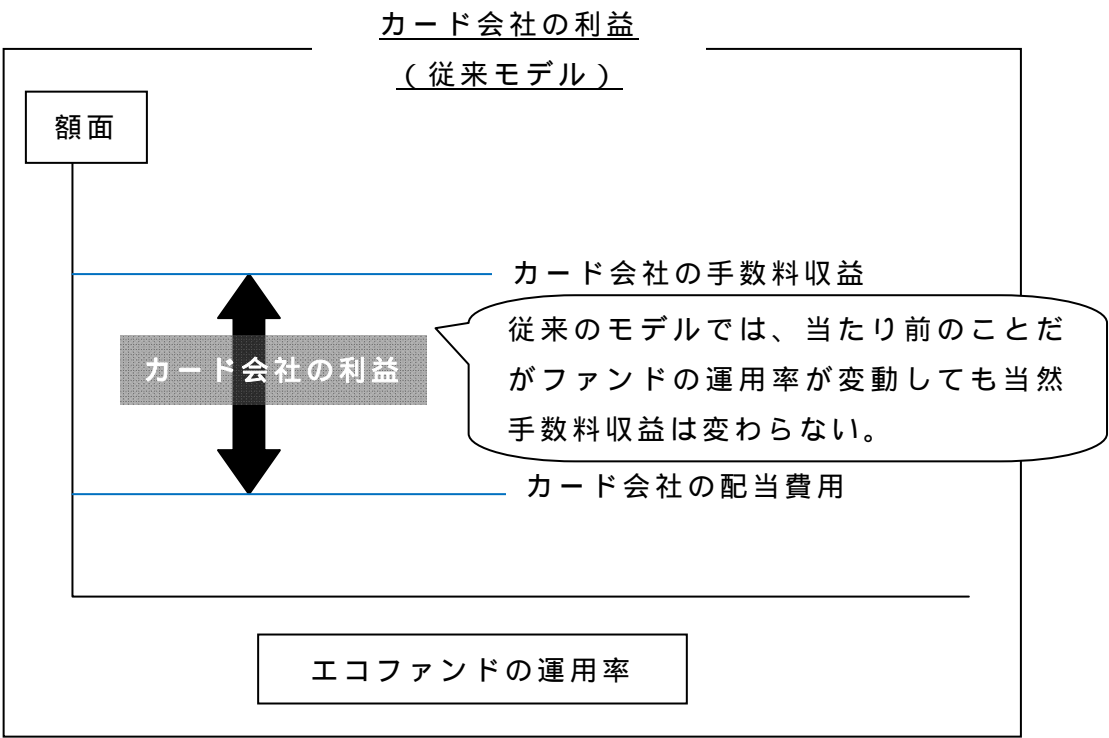 カード会社の利益
（従来モデル）
額面
カード会社の手数料収益
従来のモデルでは、当たり前のことだ
がファンドの運用率が変動しても当然
手数料収益は変わらない。
カード会社の利益
カード会社の配当費用
エコファンドの運用率